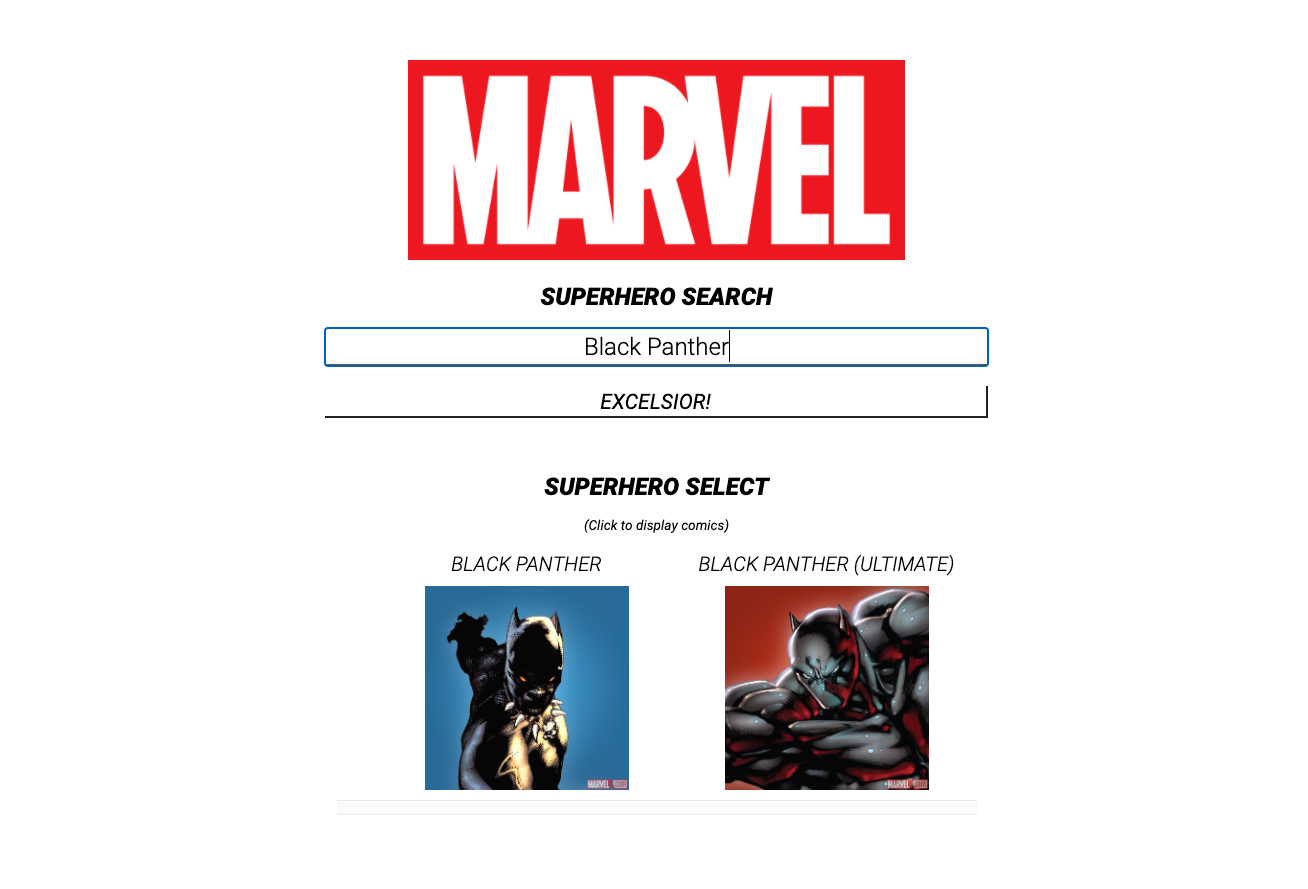 MARVEL
SUPERHERO SEARCH
Black Panther
EXCELSIOR!
SUPERHERO SELECT
(Click to display comics)
BLACK PANTHER
BLACK PANTHER (ULTIMATE)
MARVEL
MARVEL